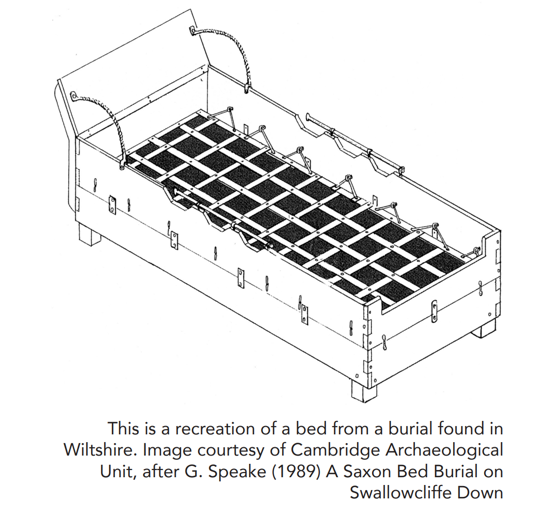 This is a recreation of a bed from a burial found in
Wiltshire. Image courtesy of Cambridge Archaeological
Unit, after G. Speake (1989) A Saxon Bed Burial on
Swallowcliffe Down